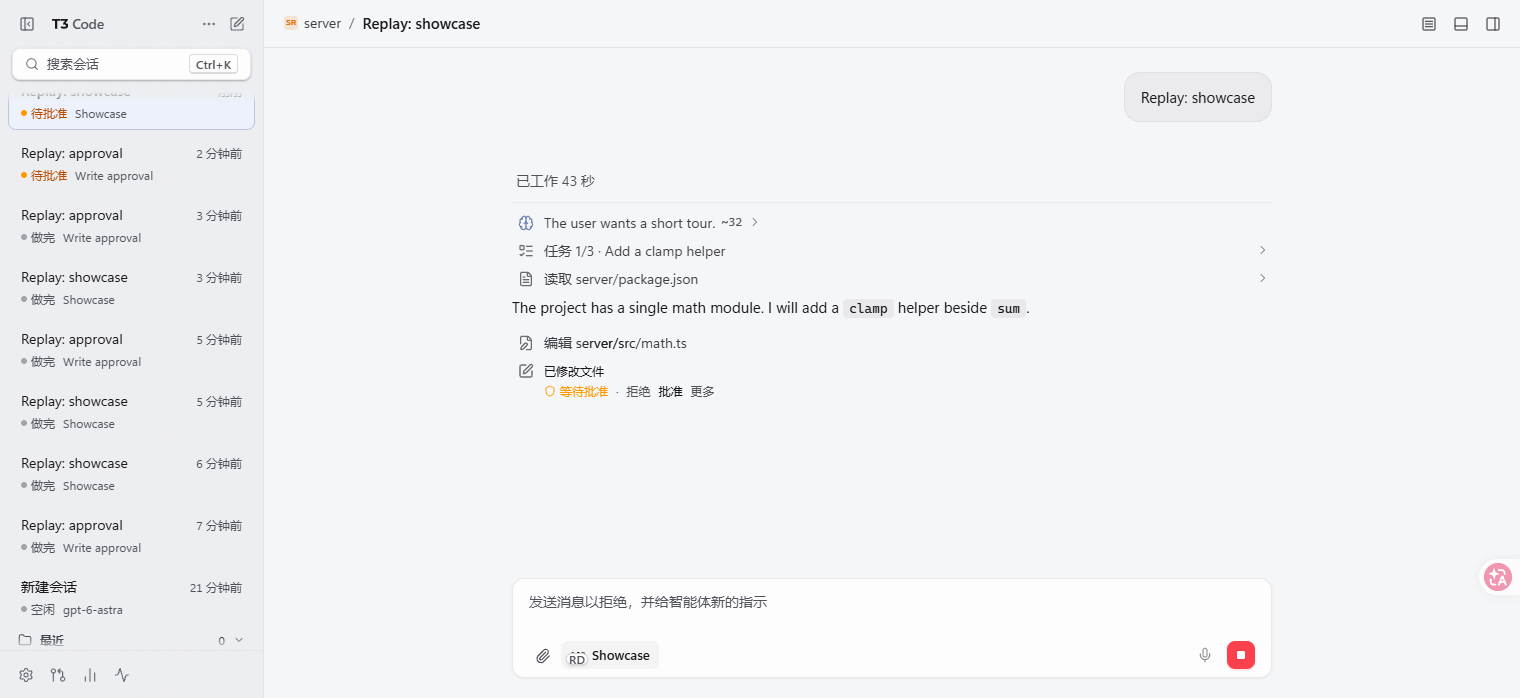 T3 Code
搜索会话 Ctrl+K
Replay: showcase 刚刚
待批准 Showcase
Replay: approval 2 分钟前
待批准 Write approval
Replay: approval 3 分钟前
做完 Write approval
Replay: showcase 3 分钟前
做完 Showcase
Replay: approval 5 分钟前
做完 Write approval
Replay: showcase 5 分钟前
做完 Showcase
Replay: showcase 6 分钟前
做完 Showcase
Replay: approval 7 分钟前
做完 Write approval
新建会话 21 分钟前
空闲 gpt-6-astra
最近 0
SR server / Replay: showcase
Replay: showcase
已工作 43 秒
The user wants a short tour. ~32
任务 1/3 · Add a clamp helper
读取 server/package.json
The project has a single math module. I will add a clamp helper beside sum.
编辑 server/src/math.ts
已修改文件
等待批准 · 拒绝 批准 更多
发送消息以拒绝，并给智能体新的指示
RD Showcase